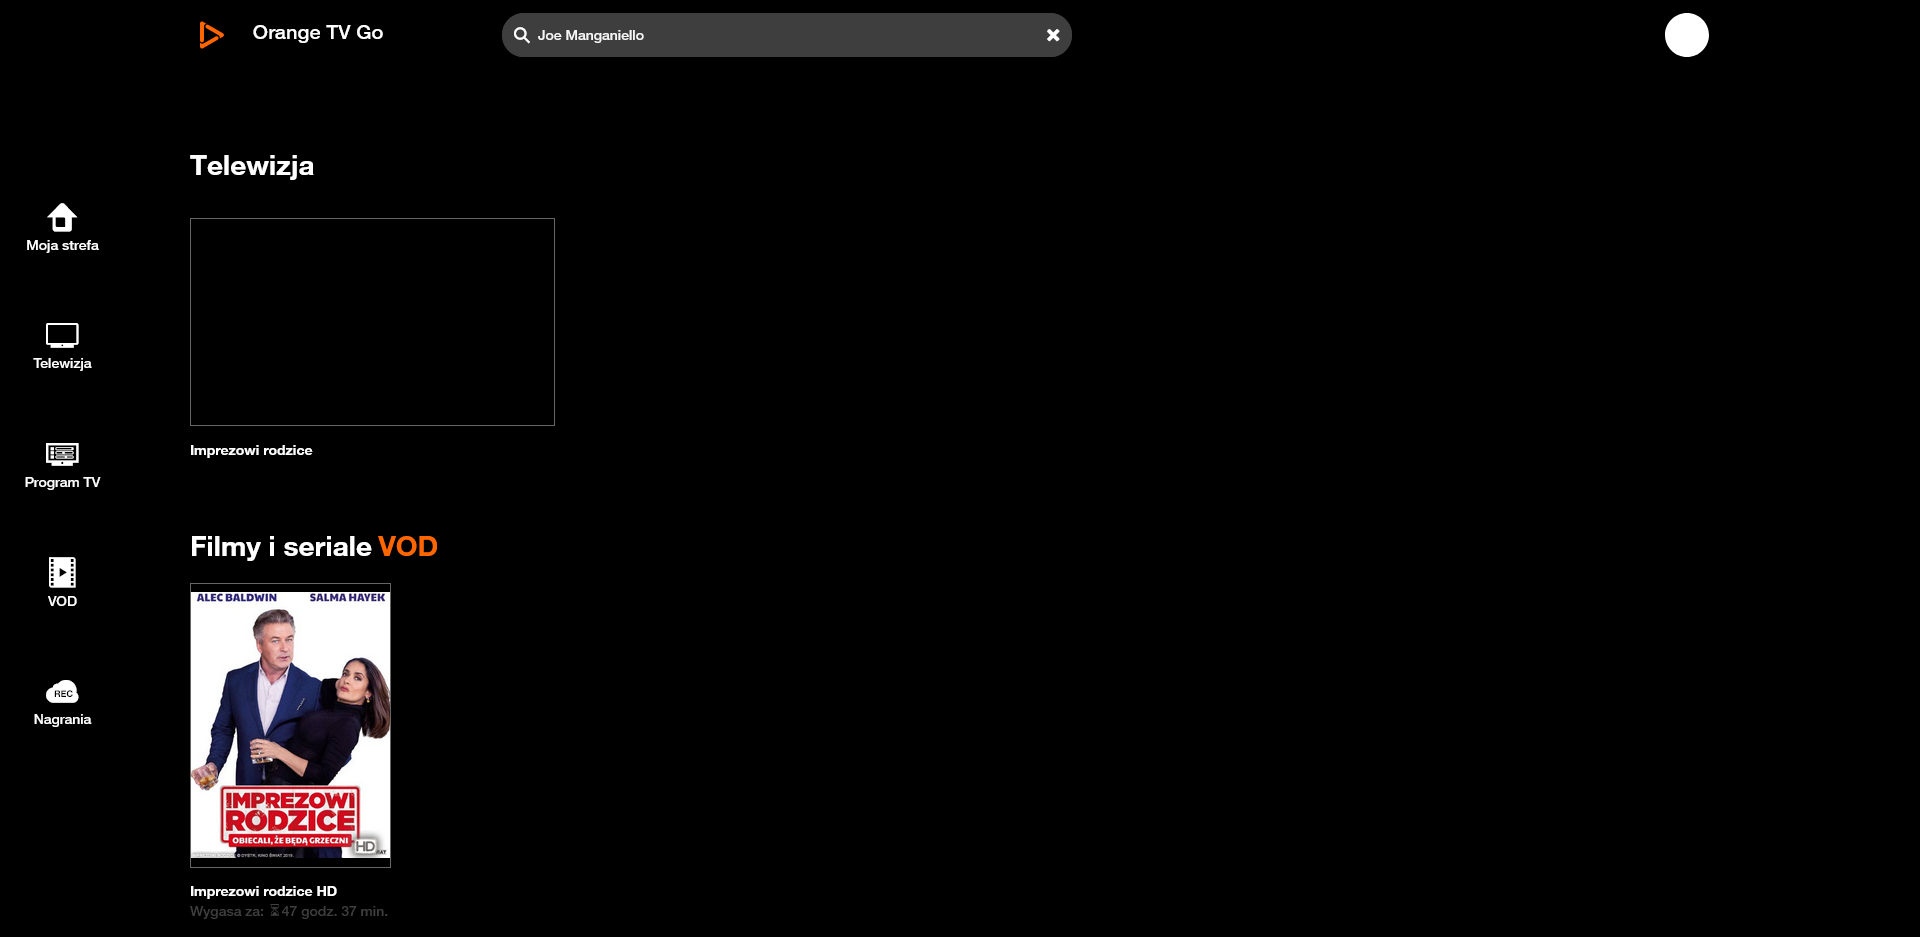 Orange TV Go
Joe Manganiello
Telewizja
Moja strefa
Telewizja
Program TV
VOD
REC
Nagrania
Imprezowi rodzice
Filmy i seriale VOD
ALEC BALDWIN SALMA HAYEK
IMPREZOWI
RODZICE
OBIECALI, ŻE BĘDĄ GRZECZNI
HD
Imprezowi rodzice HD
Wygasa za: 47 godz. 37 min.